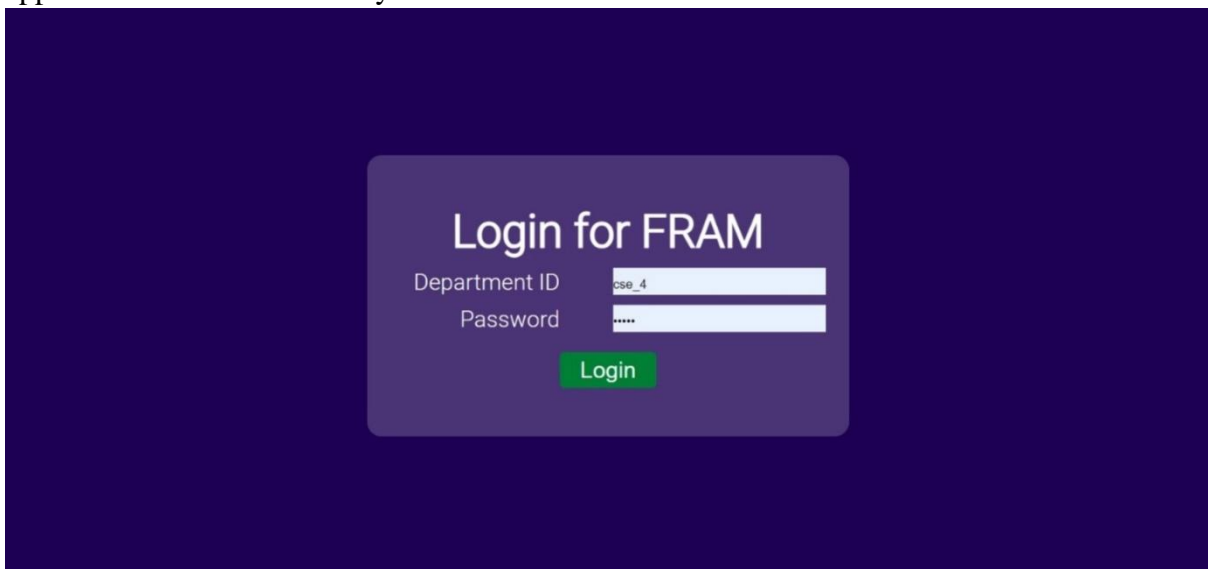 Login for FRAM
Department ID cse_4
Password •••••
Login